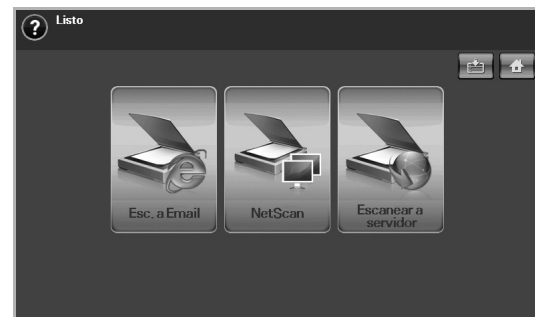 Listo
Esc. a Email
NetScan
Escanear a
servidor